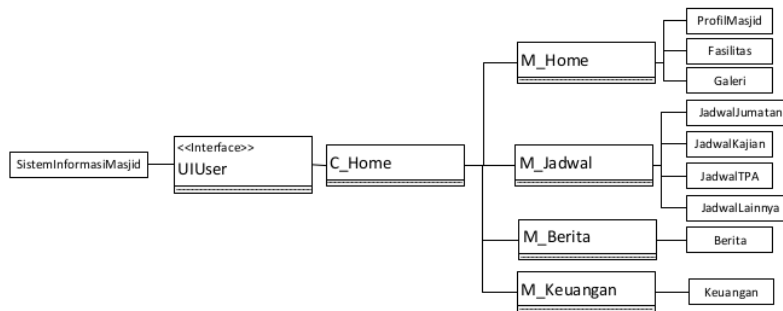 SistemInformasiMasjid
<<Interface>>
UIUser
C_Home
M_Home
ProfilMasjid
Fasilitas
Galeri
M_Jadwal
JadwalJumatan
JadwalKajian
JadwalTPA
JadwalLainnya
M_Berita
Berita
M_Keuangan
Keuangan